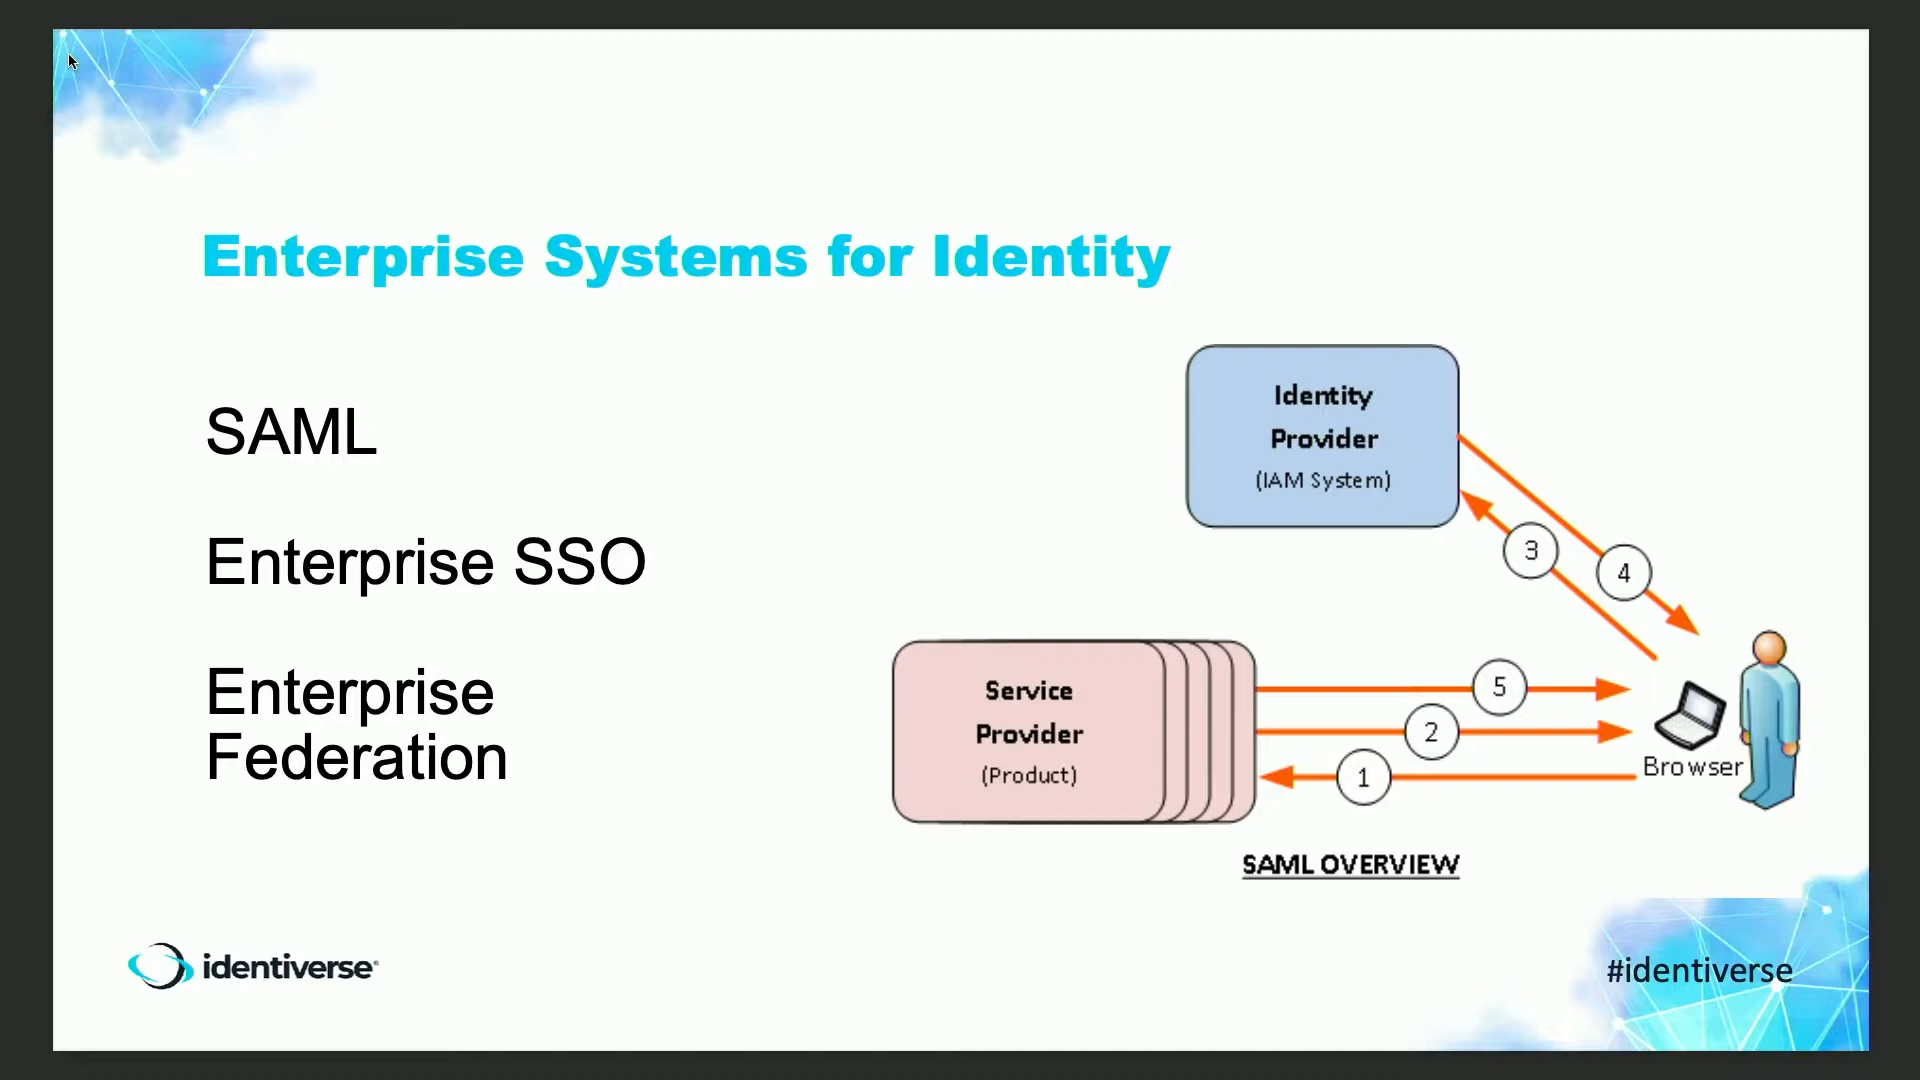 Enterprise Systems for Identity
SAML
Enterprise SSO
Enterprise
Federation
Identity
Provider
(IAM System)
3
4
Service
Provider
(Product)
5
2
1
Browser
SAML OVERVIEW
identiverse
#identiverse